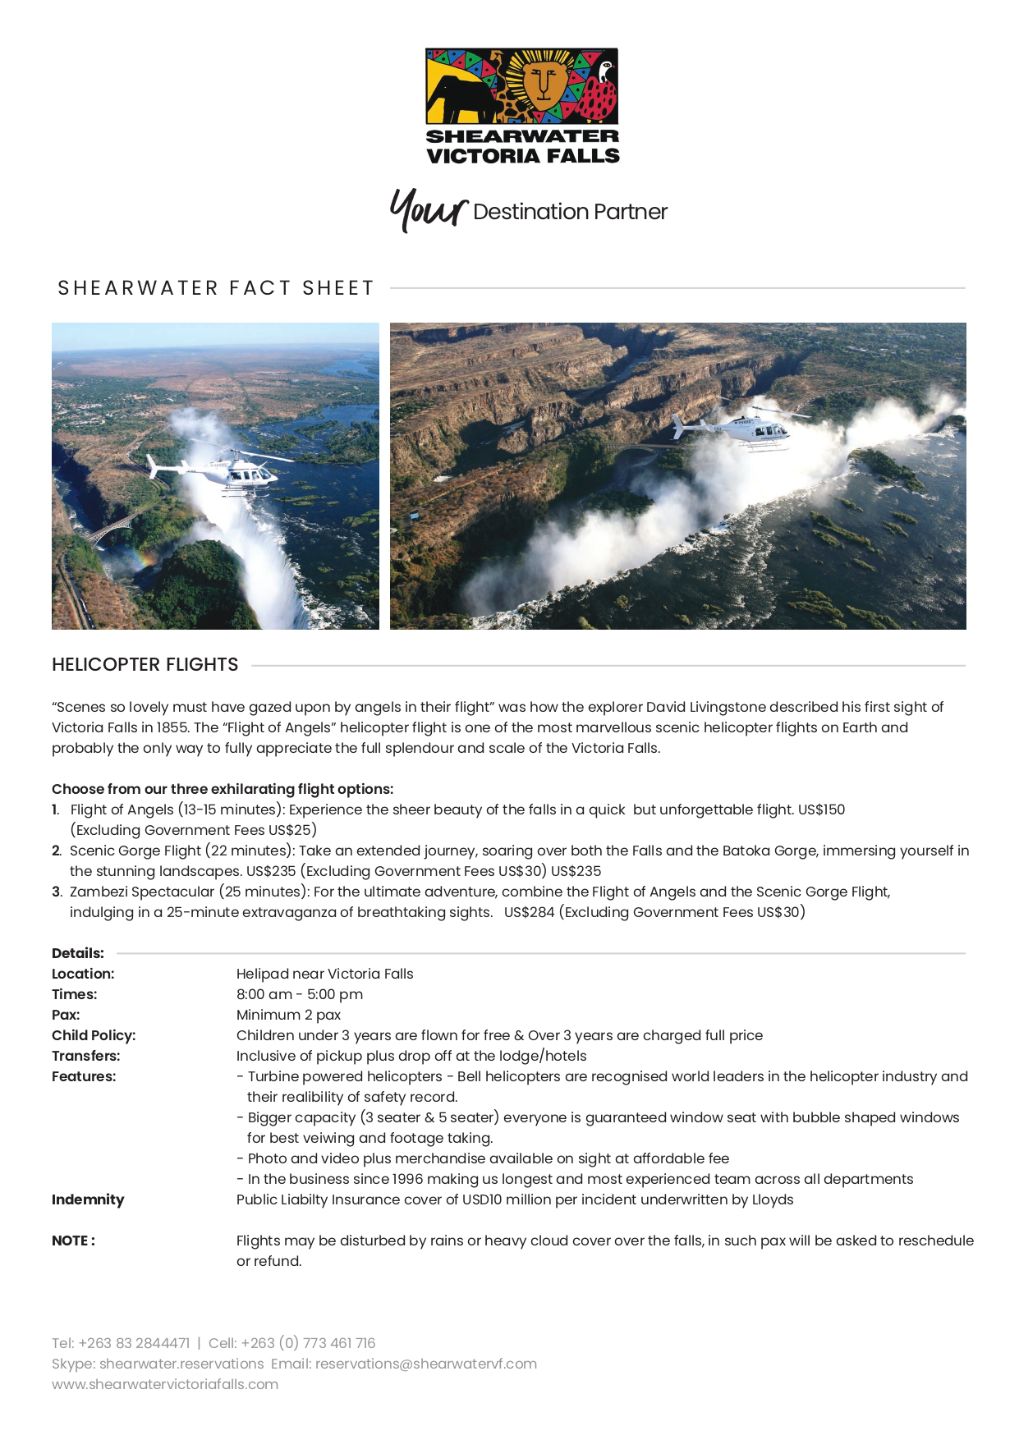 SHEARWATER
VICTORIA FALLS
Your Destination Partner
SHEARWATER FACT SHEET
HELICOPTER FLIGHTS
“Scenes so lovely must have gazed upon by angels in their flight” was how the explorer David Livingstone described his first sight of
Victoria Falls in 1855. The “Flight of Angels” helicopter flight is one of the most marvellous scenic helicopter flights on Earth and
probably the only way to fully appreciate the full splendour and scale of the Victoria Falls.
Choose from our three exhilarating flight options:
1. Flight of Angels (13-15 minutes): Experience the sheer beauty of the falls in a quick but unforgettable flight. US$150
(Excluding Government Fees US$25)
2. Scenic Gorge Flight (22 minutes): Take an extended journey, soaring over both the Falls and the Batoka Gorge, immersing yourself in
the stunning landscapes. US$235 (Excluding Government Fees US$30) US$235
3. Zambezi Spectacular (25 minutes): For the ultimate adventure, combine the Flight of Angels and the Scenic Gorge Flight,
indulging in a 25-minute extravaganza of breathtaking sights. US$284 (Excluding Government Fees US$30)
Details:
Location: Helipad near Victoria Falls
Times: 8:00 am - 5:00 pm
Pax: Minimum 2 pax
Child Policy: Children under 3 years are flown for free & Over 3 years are charged full price
Transfers: Inclusive of pickup plus drop off at the lodge/hotels
Features: - Turbine powered helicopters - Bell helicopters are recognised world leaders in the helicopter industry and
their realibility of safety record.
- Bigger capacity (3 seater & 5 seater) everyone is guaranteed window seat with bubble shaped windows
for best veiwing and footage taking.
- Photo and video plus merchandise available on sight at affordable fee
- In the business since 1996 making us longest and most experienced team across all departments
Indemnity Public Liabilty Insurance cover of USD10 million per incident underwritten by Lloyds
NOTE : Flights may be disturbed by rains or heavy cloud cover over the falls, in such pax will be asked to reschedule
or refund.
Tel: +263 83 2844471 | Cell: +263 (0) 773 461 716
Skype: shearwater.reservations Email: reservations@shearwatervf.com
www.shearwatervictoriafalls.com